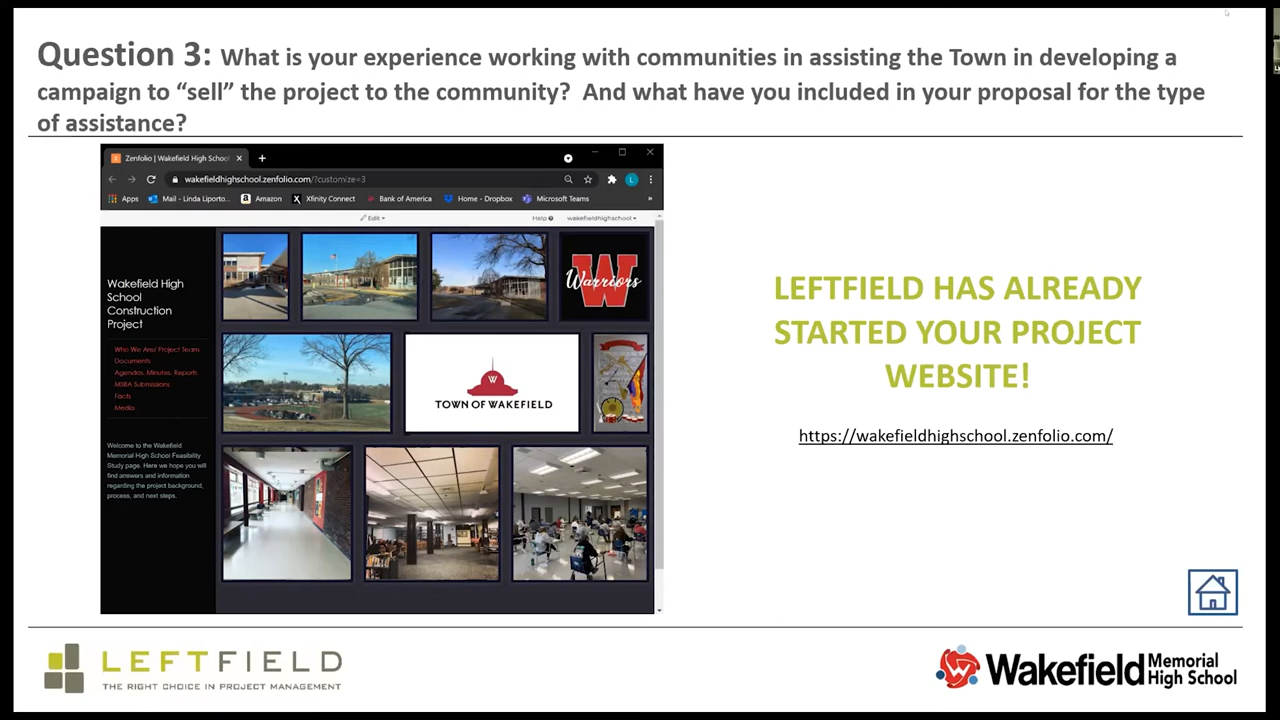 Question 3: What is your experience working with communities in assisting the Town in developing a
campaign to “sell” the project to the community? And what have you included in your proposal for the type
of assistance?
Zenfolio | Wakefield High School
wakefieldhighschool.zenfolio.com/?customize=3
Apps Mail - Linda Liporto... Amazon Xfinity Connect Bank of America Home - Dropbox Microsoft Teams »
Edit Help wakefieldhighschool
Wakefield High
School
Construction
Project
Who We Are/ Project Team
Documents
Agendas, Minutes, Reports
MSBA Submissions
Facts
Media
Welcome to the Wakefield
Memorial High School Feasibility
Study page. Here we hope you will
find answers and information
regarding the project background,
process, and next steps.
W
Warriors
W
TOWN OF WAKEFIELD
LEFTFIELD HAS ALREADY
STARTED YOUR PROJECT
WEBSITE!
https://wakefieldhighschool.zenfolio.com/
LEFTFIELD
THE RIGHT CHOICE IN PROJECT MANAGEMENT
Wakefield Memorial
High School